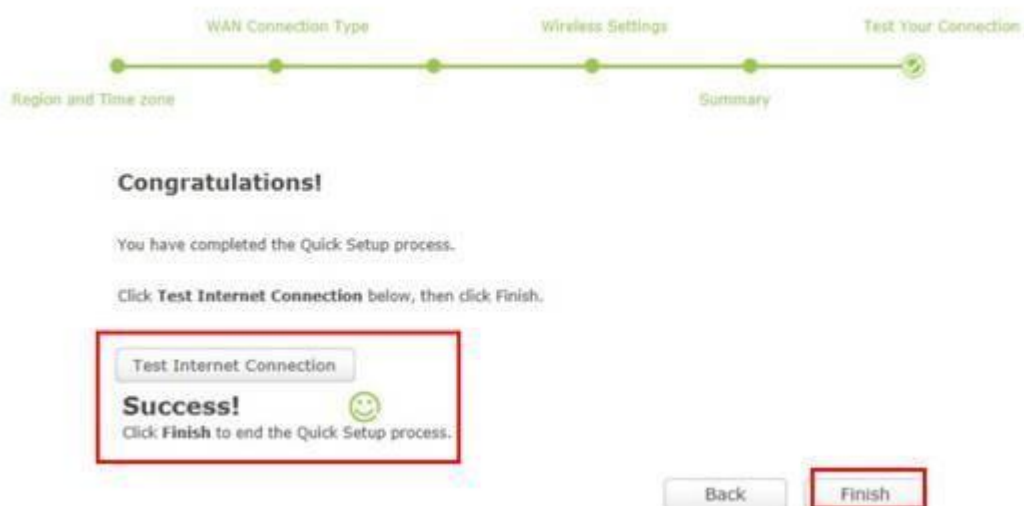 WAN Connection Type
Wireless Settings
Test Your Connection
Region and Time zone
Summary
Congratulations!
You have completed the Quick Setup process.
Click Test Internet Connection below, then click Finish.
Test Internet Connection
Success!
Click Finish to end the Quick Setup process.
Back
Finish